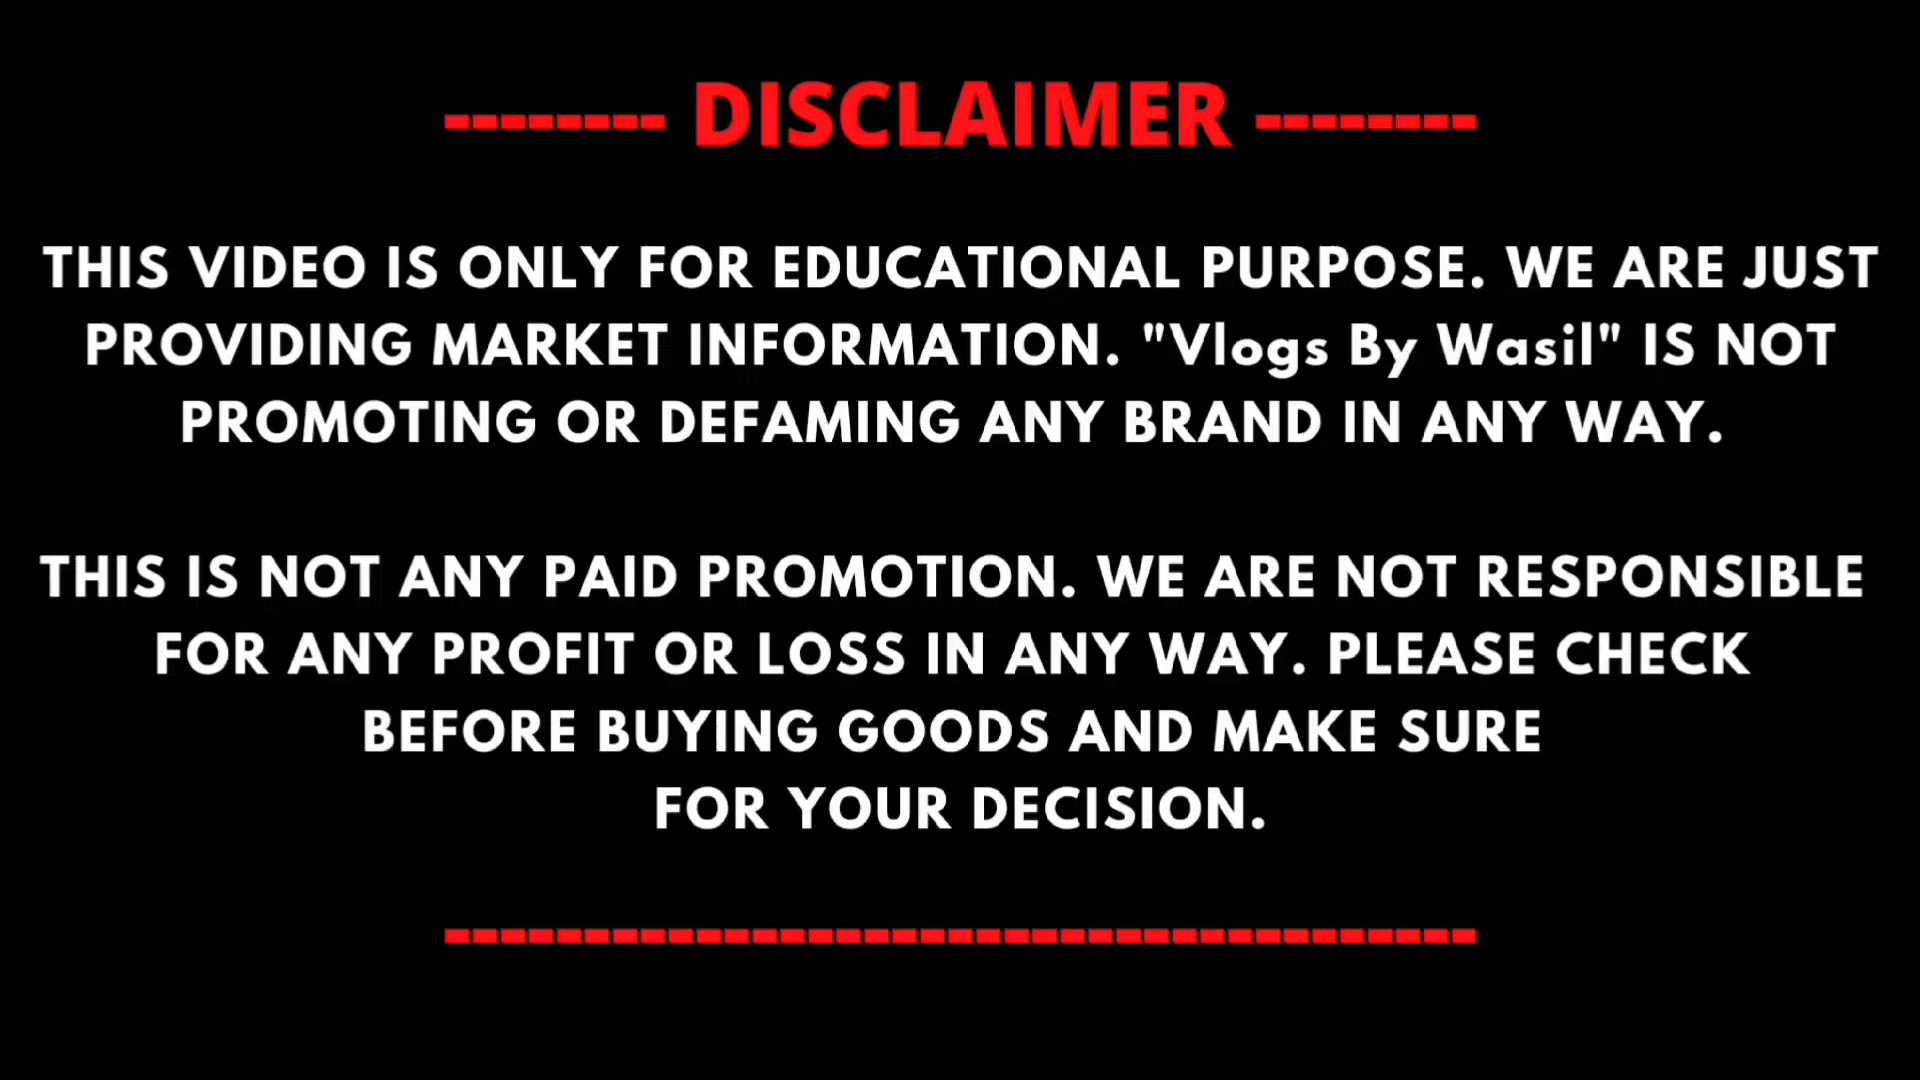 -------- DISCLAIMER --------
THIS VIDEO IS ONLY FOR EDUCATIONAL PURPOSE. WE ARE JUST
PROVIDING MARKET INFORMATION. "Vlogs By Wasil" IS NOT
PROMOTING OR DEFAMING ANY BRAND IN ANY WAY.
THIS IS NOT ANY PAID PROMOTION. WE ARE NOT RESPONSIBLE
FOR ANY PROFIT OR LOSS IN ANY WAY. PLEASE CHECK
BEFORE BUYING GOODS AND MAKE SURE
FOR YOUR DECISION.
-------------------------------------